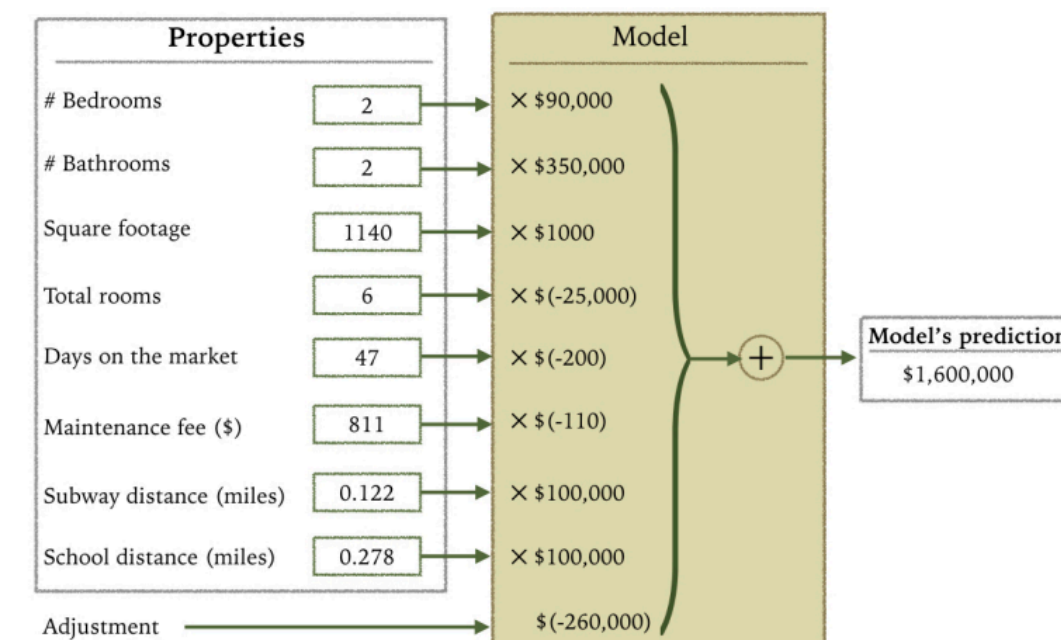 Properties
Model
# Bedrooms 2 × $90,000
# Bathrooms 2 × $350,000
Square footage 1140 × $1000
Total rooms 6 × $(-25,000)
Days on the market 47 × $(-200)
+
Model's prediction
$1,600,000
Maintenance fee ($) 811 × $(-110)
Subway distance (miles) 0.122 × $100,000
School distance (miles) 0.278 × $100,000
Adjustment $(-260,000)